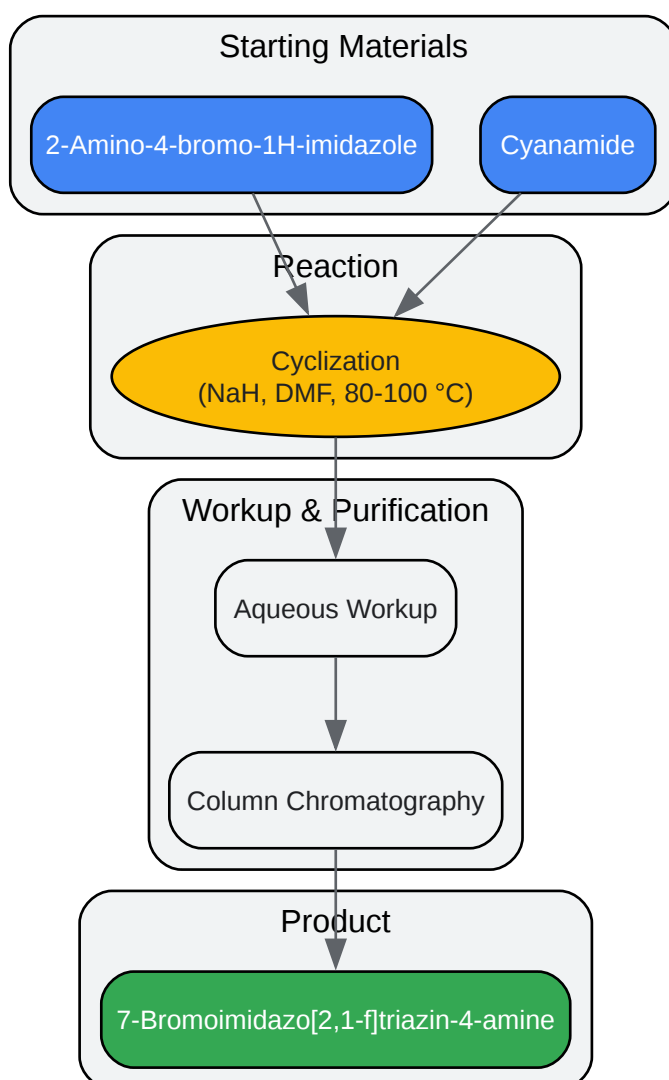 Starting Materials
2-Amino-4-bromo-1H-imidazole
Cyanamide
Reaction
Cyclization
(NaH, DMF, 80-100 °C)
Workup & Purification
Aqueous Workup
Column Chromatography
Product
7-Bromoimidazo[2,1-f]triazin-4-amine